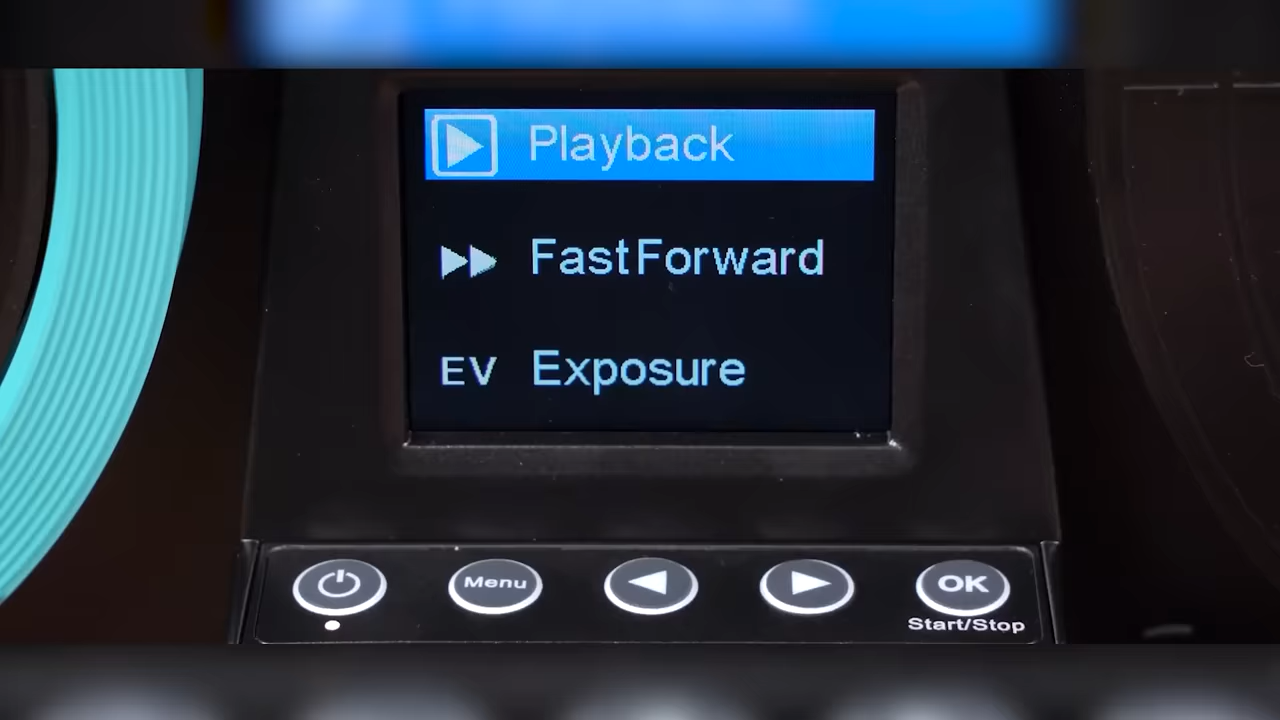 Playback
FastForward
EV Exposure
Menu
OK
Start/Stop